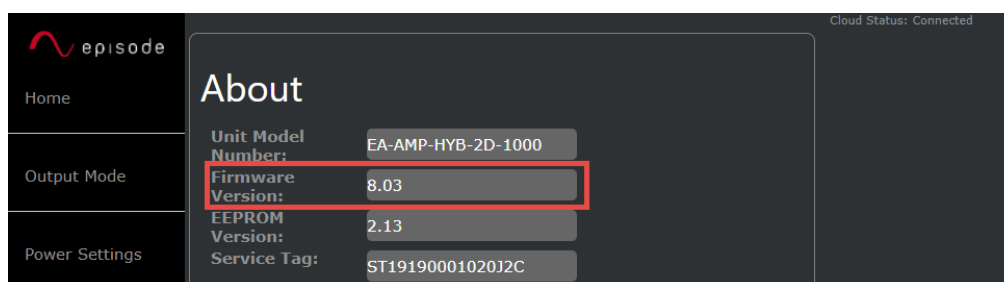 Cloud Status: Connected
episode
Home
Output Mode
Power Settings
About
Unit Model
Number:
EA-AMP-HYB-2D-1000
Firmware
Version:
8.03
EEPROM
Version:
2.13
Service Tag:
ST19190001020J2C